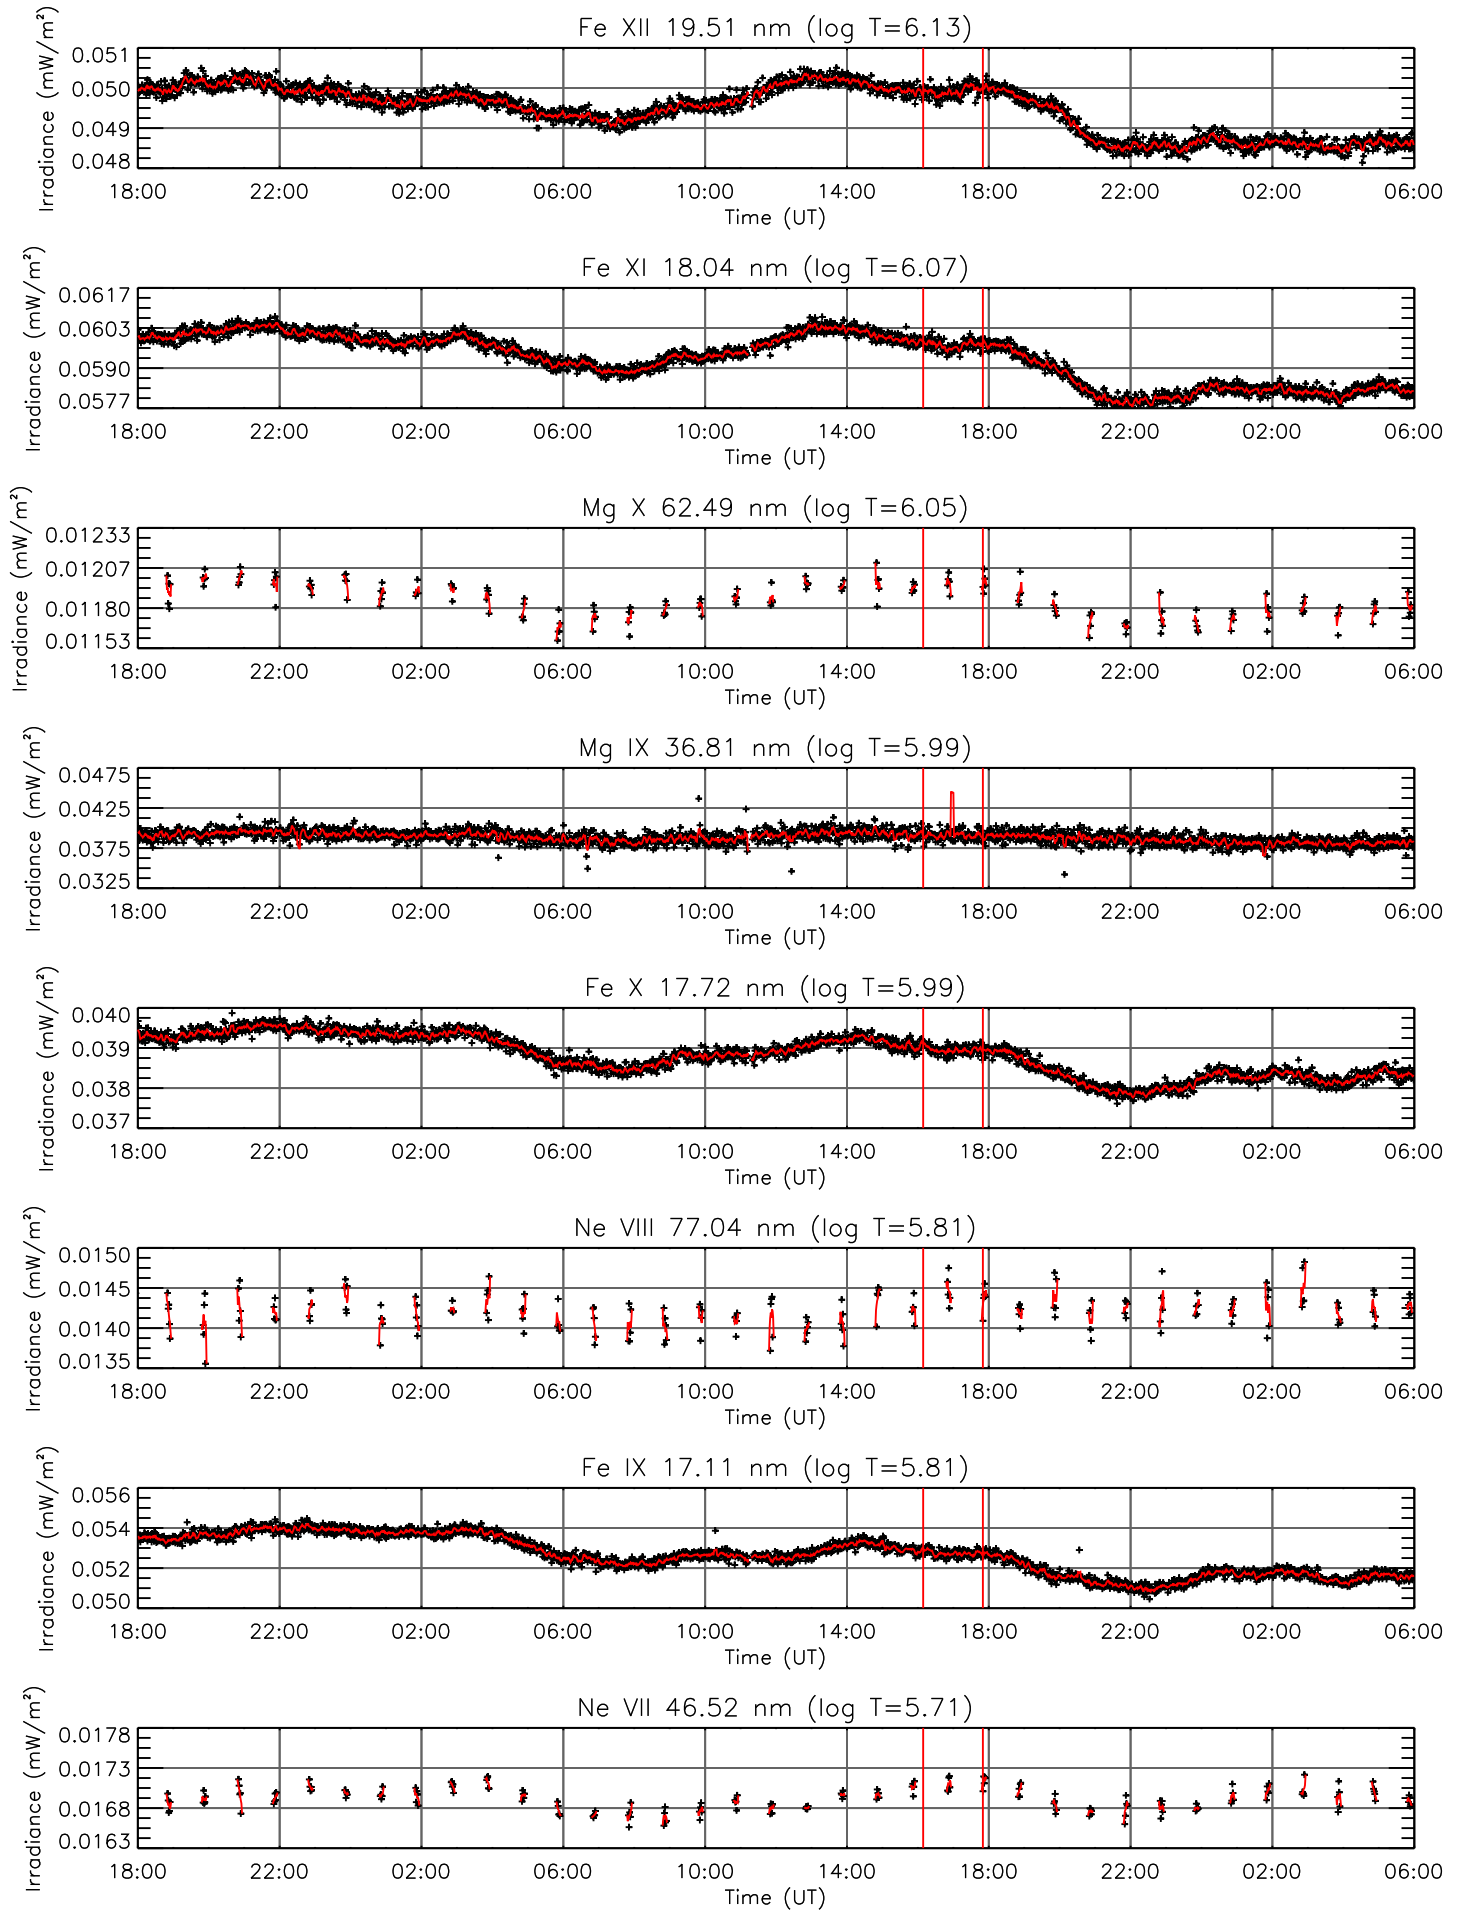 Fe XII 19.51 nm (log T=6.13)
Irradiance (mW/m²)
0.051
0.050
0.049
0.048
18:00 22:00 02:00 06:00 10:00 14:00 18:00 22:00 02:00 06:00
Time (UT)
Fe XI 18.04 nm (log T=6.07)
Irradiance (mW/m²)
0.0617
0.0603
0.0590
0.0577
18:00 22:00 02:00 06:00 10:00 14:00 18:00 22:00 02:00 06:00
Time (UT)
Mg X 62.49 nm (log T=6.05)
Irradiance (mW/m²)
0.01233
0.01207
0.01180
0.01153
18:00 22:00 02:00 06:00 10:00 14:00 18:00 22:00 02:00 06:00
Time (UT)
Mg IX 36.81 nm (log T=5.99)
Irradiance (mW/m²)
0.0475
0.0425
0.0375
0.0325
18:00 22:00 02:00 06:00 10:00 14:00 18:00 22:00 02:00 06:00
Time (UT)
Fe X 17.72 nm (log T=5.99)
Irradiance (mW/m²)
0.040
0.039
0.038
0.037
18:00 22:00 02:00 06:00 10:00 14:00 18:00 22:00 02:00 06:00
Time (UT)
Ne VIII 77.04 nm (log T=5.81)
Irradiance (mW/m²)
0.0150
0.0145
0.0140
0.0135
18:00 22:00 02:00 06:00 10:00 14:00 18:00 22:00 02:00 06:00
Time (UT)
Fe IX 17.11 nm (log T=5.81)
Irradiance (mW/m²)
0.056
0.054
0.052
0.050
18:00 22:00 02:00 06:00 10:00 14:00 18:00 22:00 02:00 06:00
Time (UT)
Ne VII 46.52 nm (log T=5.71)
Irradiance (mW/m²)
0.0178
0.0173
0.0168
0.0163
18:00 22:00 02:00 06:00 10:00 14:00 18:00 22:00 02:00 06:00
Time (UT)